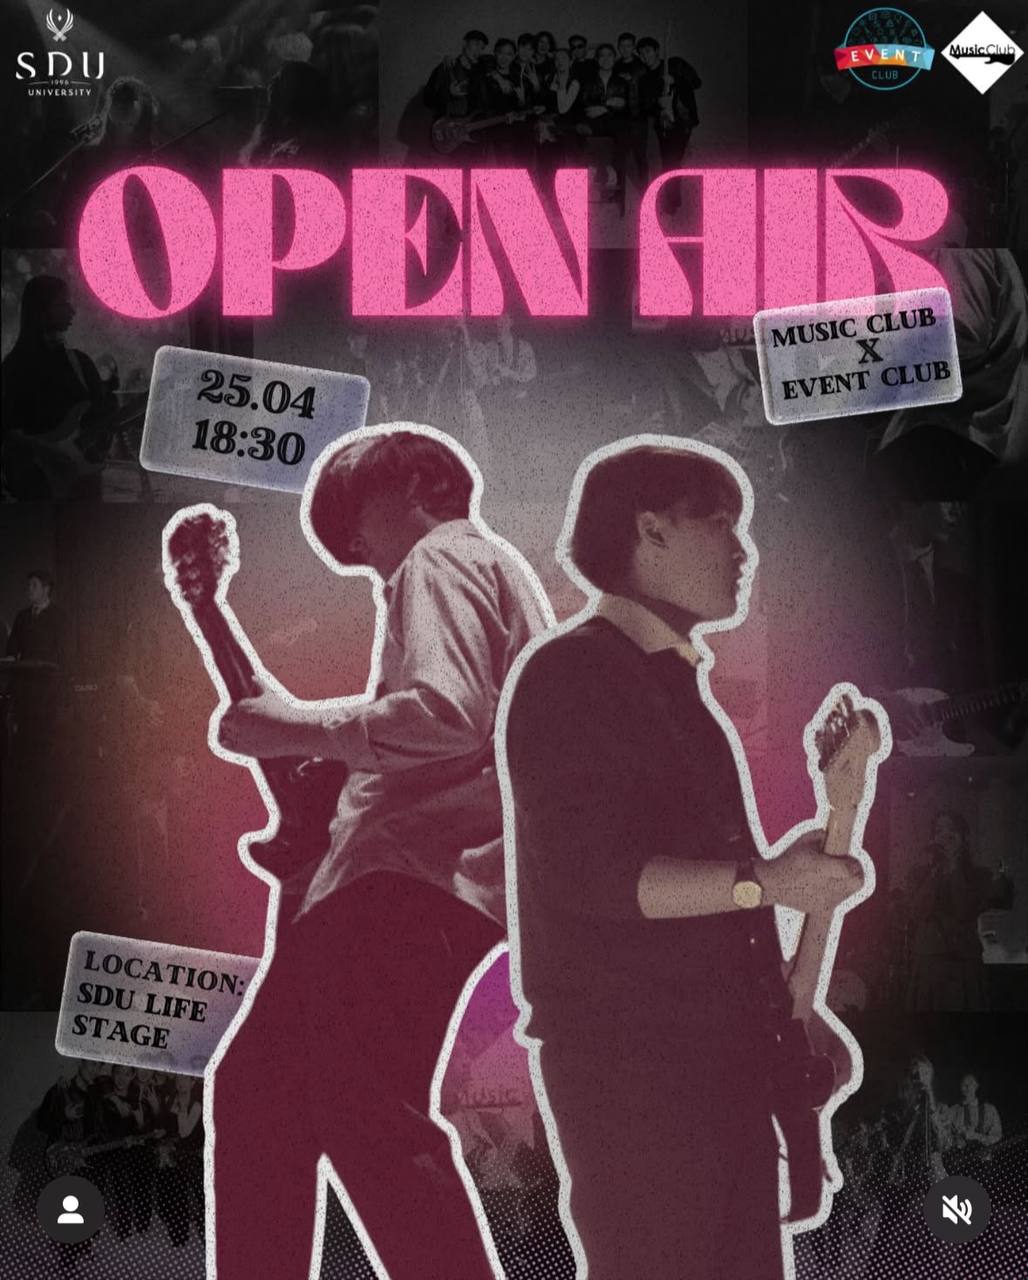 SDU
1996
UNIVERSITY
EVENT
CLUB
MusicClub
OPEN AIR
MUSIC CLUB
X
EVENT CLUB
25.04
18:30
LOCATION:
SDU LIFE
STAGE
Music